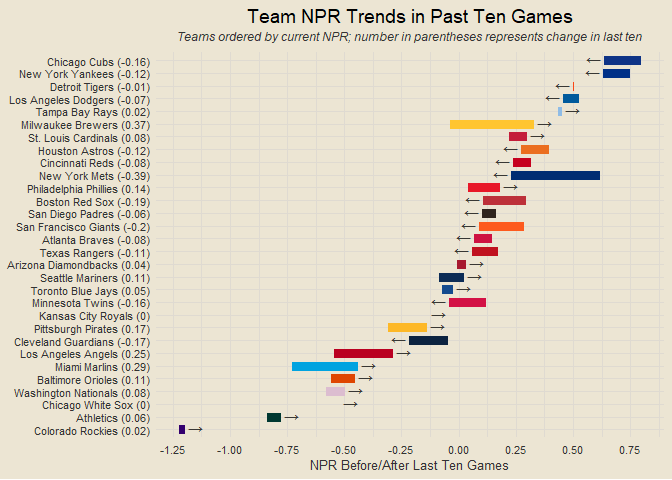 Team NPR Trends in Past Ten Games
Teams ordered by current NPR; number in parentheses represents change in last ten
Chicago Cubs (-0.16)
New York Yankees (-0.12)
Detroit Tigers (-0.01)
Los Angeles Dodgers (-0.07)
Tampa Bay Rays (0.02)
Milwaukee Brewers (0.37)
St. Louis Cardinals (0.08)
Houston Astros (-0.12)
Cincinnati Reds (-0.08)
New York Mets (-0.39)
Philadelphia Phillies (0.14)
Boston Red Sox (-0.19)
San Diego Padres (-0.06)
San Francisco Giants (-0.2)
Atlanta Braves (-0.08)
Texas Rangers (-0.11)
Arizona Diamondbacks (0.04)
Seattle Mariners (0.11)
Toronto Blue Jays (0.05)
Minnesota Twins (-0.16)
Kansas City Royals (0)
Pittsburgh Pirates (0.17)
Cleveland Guardians (-0.17)
Los Angeles Angels (0.25)
Miami Marlins (0.29)
Baltimore Orioles (0.11)
Washington Nationals (0.08)
Chicago White Sox (0)
Athletics (0.06)
Colorado Rockies (0.02)
-1.25 -1.00 -0.75 -0.50 -0.25 0.00 0.25 0.50 0.75
NPR Before/After Last Ten Games